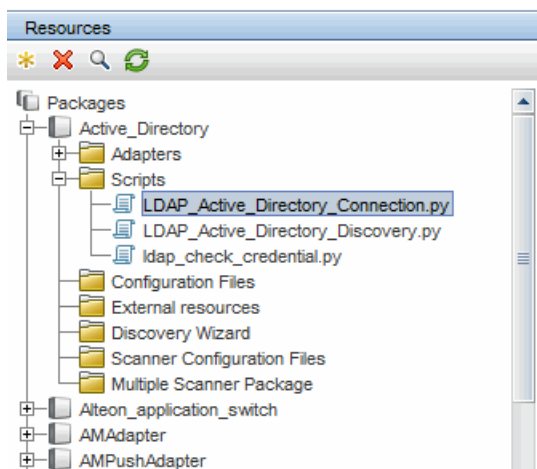 Resources
Packages
Active_Directory
Adapters
Scripts
LDAP_Active_Directory_Connection.py
LDAP_Active_Directory_Discovery.py
ldap_check_credential.py
Configuration Files
External resources
Discovery Wizard
Scanner Configuration Files
Multiple Scanner Package
Alteon_application_switch
AMAdapter
AMPushAdapter